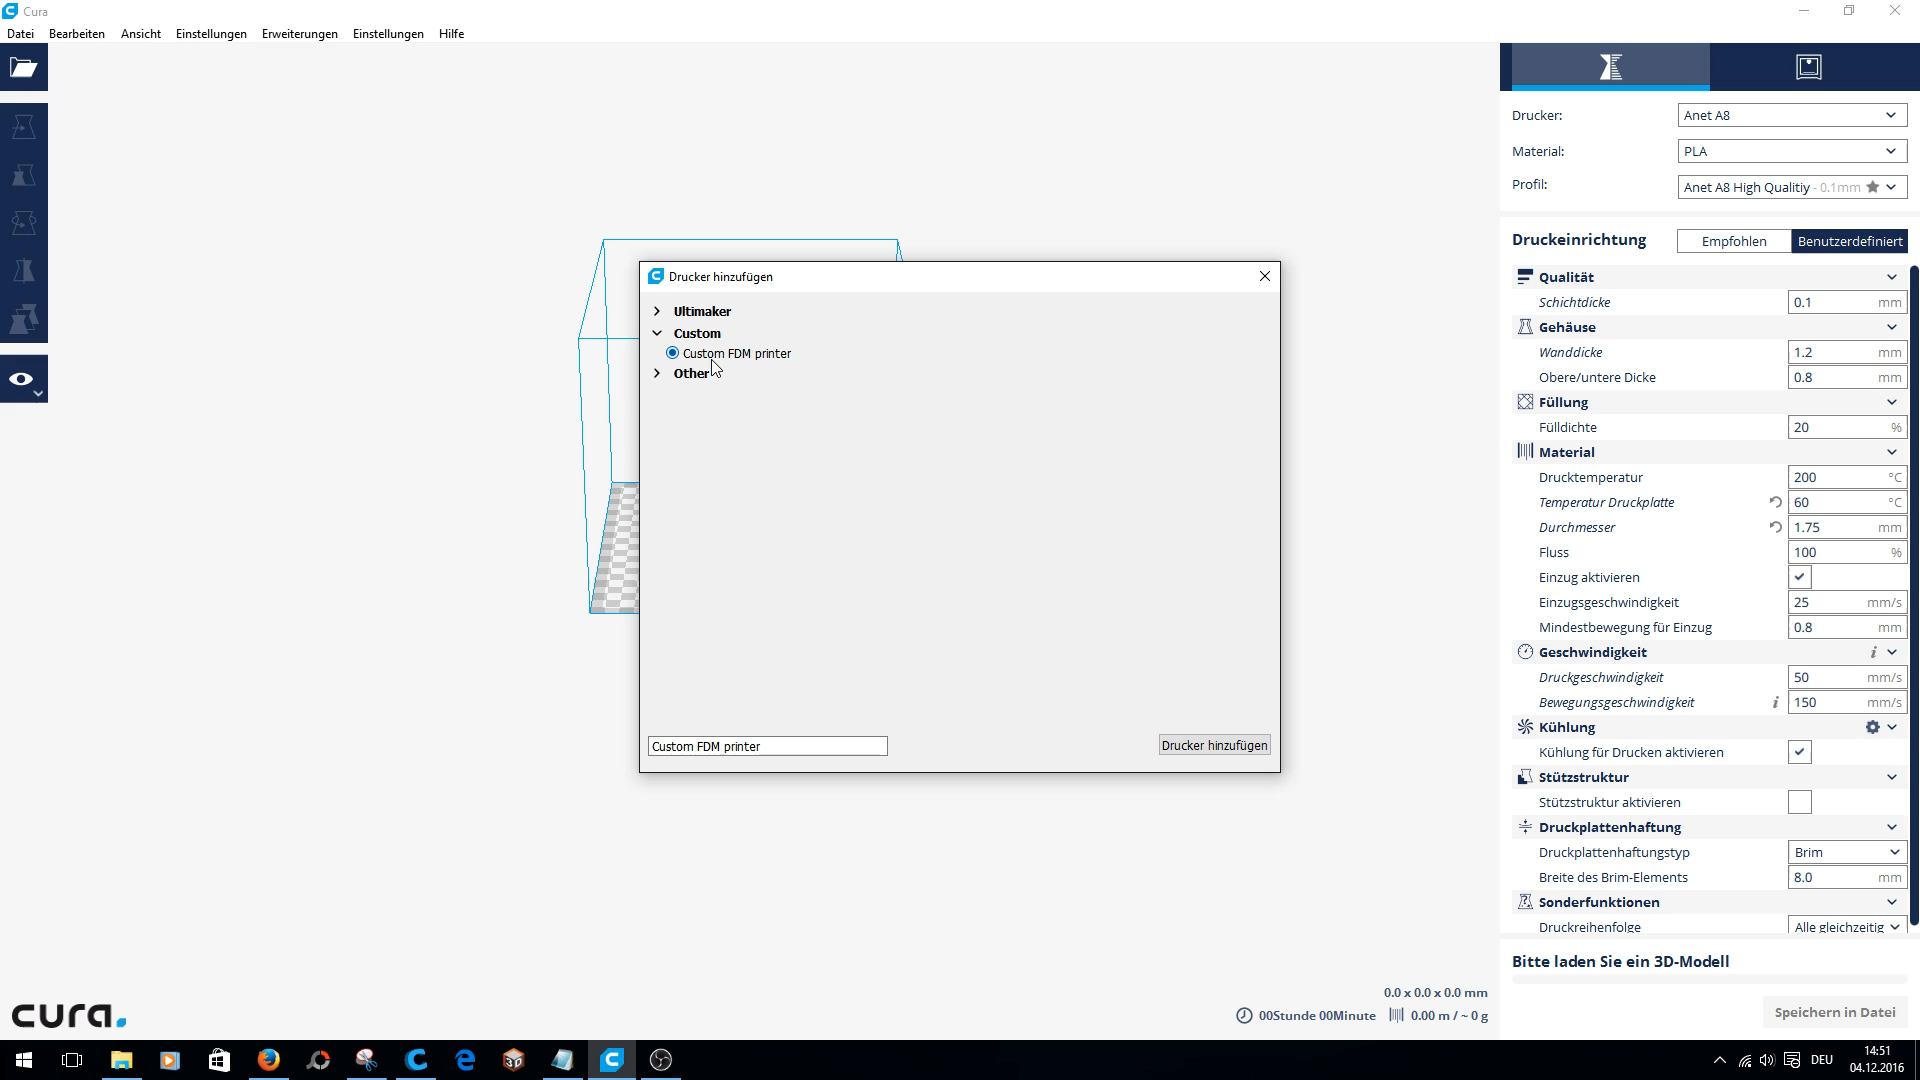 Cura
Datei Bearbeiten Ansicht Einstellungen Erweiterungen Einstellungen Hilfe
Drucker: Anet A8
Material: PLA
Profil: Anet A8 High Qualitiy - 0.1mm
Druckeinrichtung Empfohlen Benutzerdefiniert
Qualität
Schichtdicke 0.1 mm
Gehäuse
Wanddicke 1.2 mm
Obere/untere Dicke 0.8 mm
Füllung
Fülldichte 20 %
Material
Drucktemperatur 200 °C
Temperatur Druckplatte 60 °C
Durchmesser 1.75 mm
Fluss 100 %
Einzug aktivieren
Einzugsgeschwindigkeit 25 mm/s
Mindestbewegung für Einzug 0.8 mm
Geschwindigkeit i
Druckgeschwindigkeit 50 mm/s
Bewegungsgeschwindigkeit i 150 mm/s
Kühlung
Kühlung für Drucken aktivieren
Stützstruktur
Stützstruktur aktivieren
Druckplattenhaftung
Druckplattenhaftungstyp Brim
Breite des Brim-Elements 8.0 mm
Sonderfunktionen
Druckreihenfolge Alle gleichzeitig
Bitte laden Sie ein 3D-Modell
Speichern in Datei
Drucker hinzufügen
Ultimaker
Custom
Custom FDM printer
Other
Custom FDM printer Drucker hinzufügen
0.0 x 0.0 x 0.0 mm
00Stunde 00Minute 0.00 m / ~ 0 g
cura.
DEU 14:51
04.12.2016